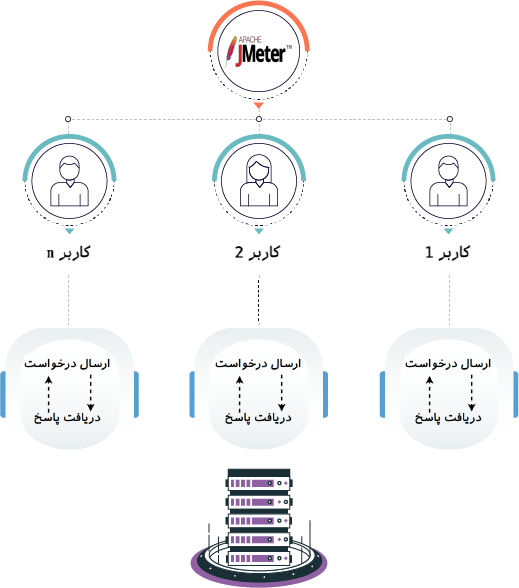 APACHE
JMeter™
کاربر 1
کاربر 2
کاربر n
ارسال درخواست
دریافت پاسخ
ارسال درخواست
دریافت پاسخ
ارسال درخواست
دریافت پاسخ